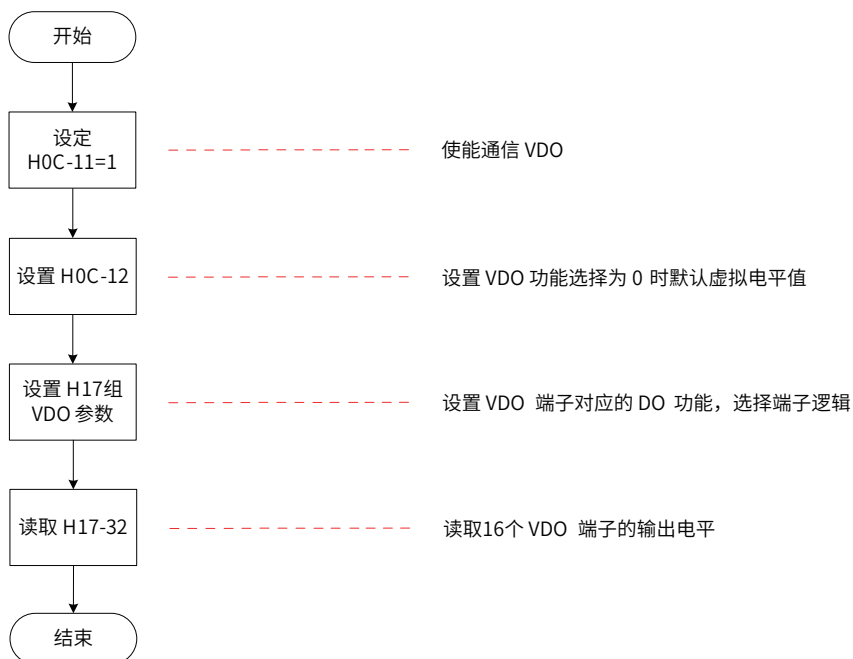 开始
设定
H0C-11=1
使能通信 VDO
设置 H0C-12
设置 VDO 功能选择为 0 时默认虚拟电平值
设置 H17组
VDO 参数
设置 VDO 端子对应的 DO 功能，选择端子逻辑
读取 H17-32
读取16个 VDO 端子的输出电平
结束